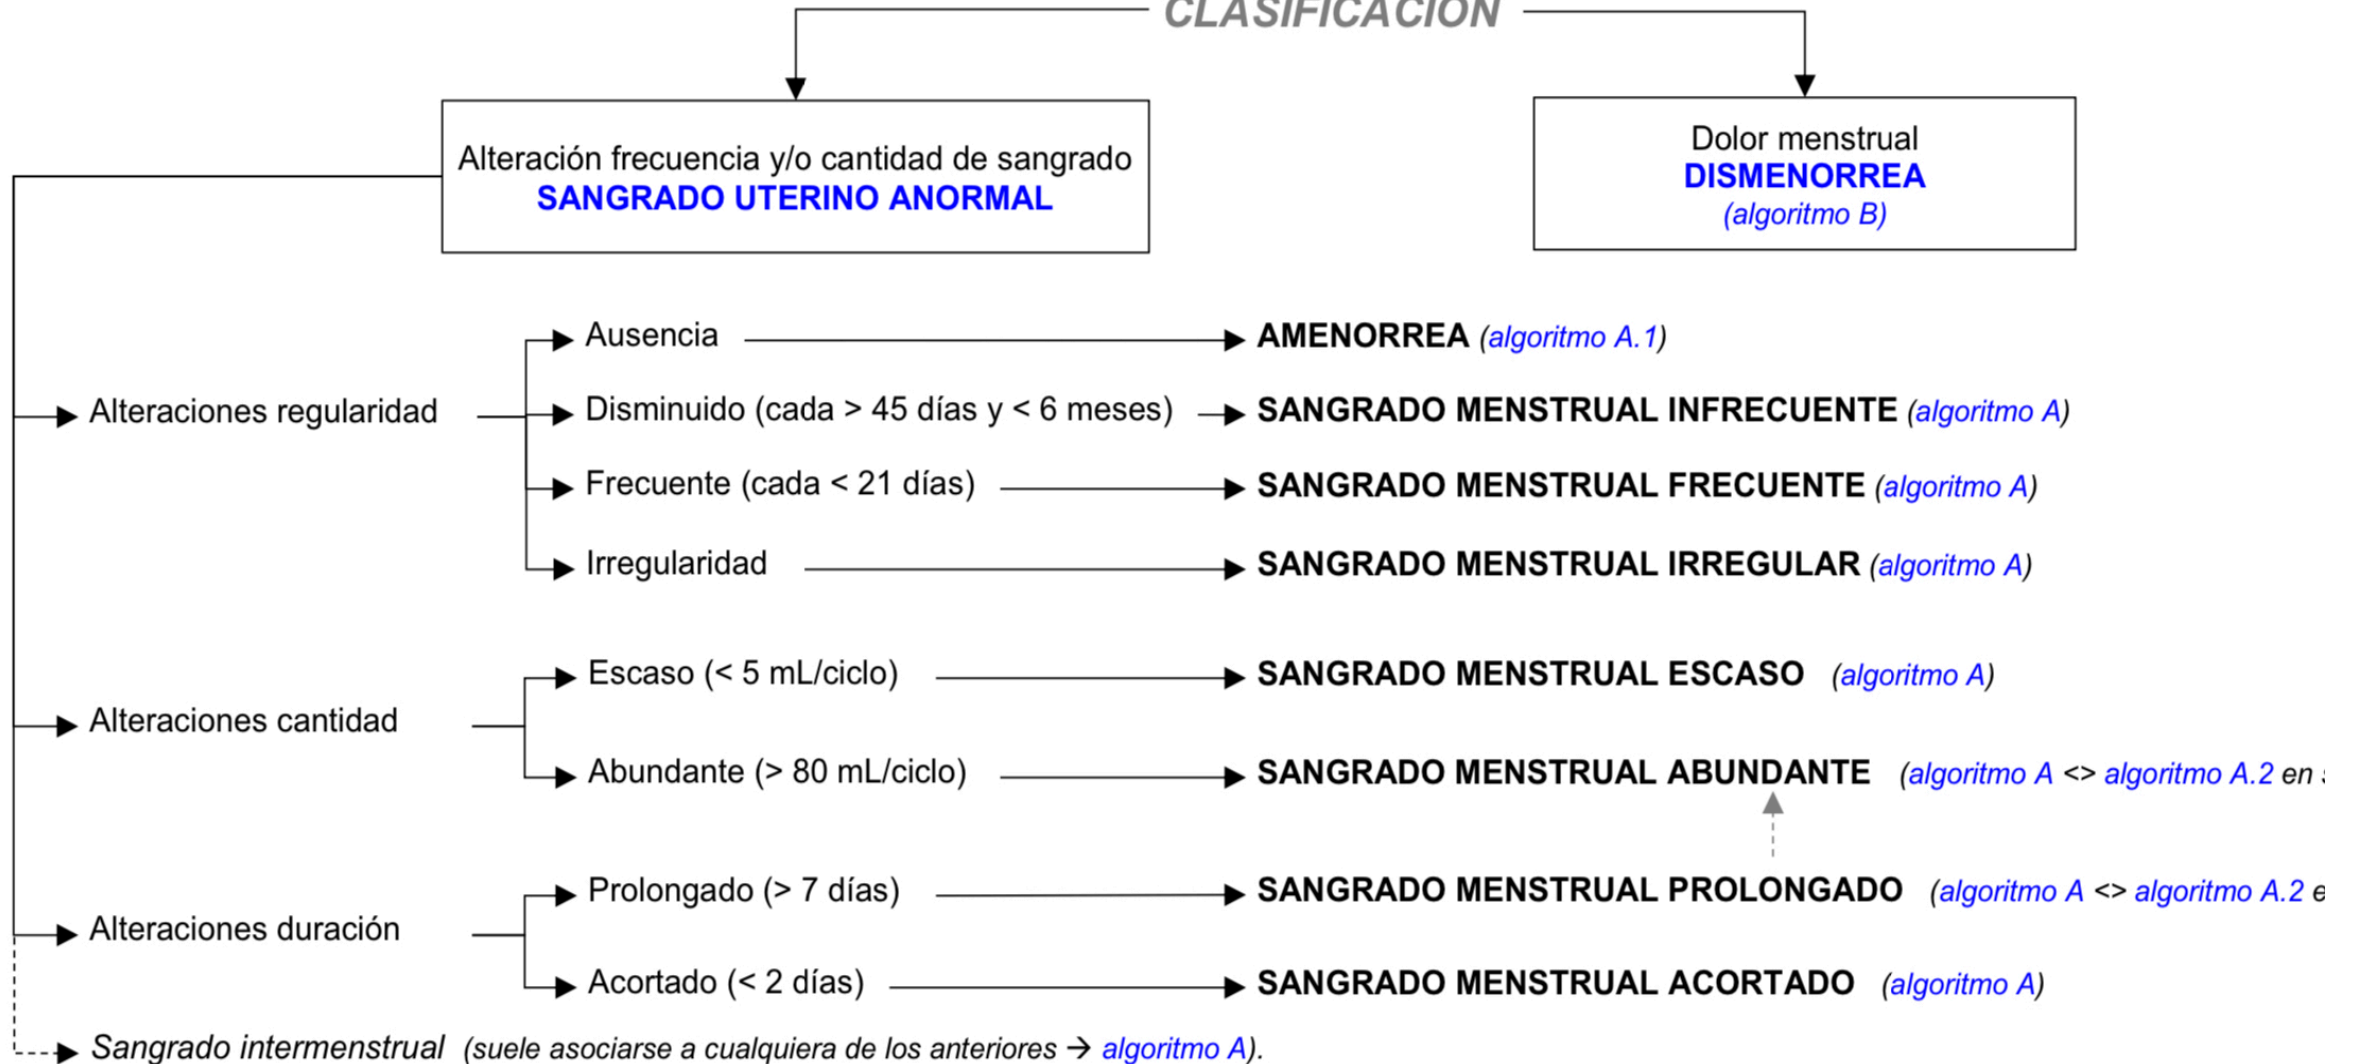 CLASIFICACIÓN
Alteración frecuencia y/o cantidad de sangrado
SANGRADO UTERINO ANORMAL
Dolor menstrual
DISMENORREA
(algoritmo B)
Ausencia AMENORREA (algoritmo A.1)
Alteraciones regularidad Disminuido (cada > 45 días y < 6 meses) SANGRADO MENSTRUAL INFRECUENTE (algoritmo A)
Frecuente (cada < 21 días) SANGRADO MENSTRUAL FRECUENTE (algoritmo A)
Irregularidad SANGRADO MENSTRUAL IRREGULAR (algoritmo A)
Escaso (< 5 mL/ciclo) SANGRADO MENSTRUAL ESCASO (algoritmo A)
Alteraciones cantidad
Abundante (> 80 mL/ciclo) SANGRADO MENSTRUAL ABUNDANTE (algoritmo A <> algoritmo A.2 en
Prolongado (> 7 días) SANGRADO MENSTRUAL PROLONGADO (algoritmo A <> algoritmo A.2
Alteraciones duración
Acortado (< 2 días) SANGRADO MENSTRUAL ACORTADO (algoritmo A)
Sangrado intermenstrual (suele asociarse a cualquiera de los anteriores → algoritmo A).